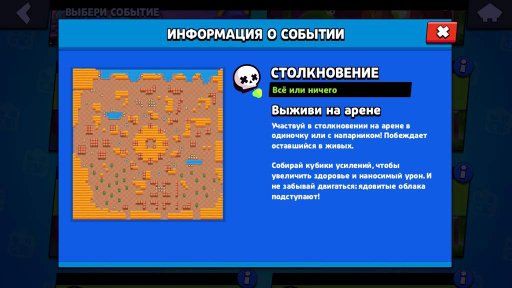 ВЫБЕРИ СОБЫТИЕ
ИНФОРМАЦИЯ О СОБЫТИИ
СТОЛКНОВЕНИЕ
Всё или ничего
Выживи на арене
Участвуй в столкновении на арене в
одиночку или с напарником! Побеждает
оставшийся в живых.
Собирай кубики усилений, чтобы
увеличить здоровье и наносимый урон. И
не забывай двигаться: ядовитые облака
подступают!